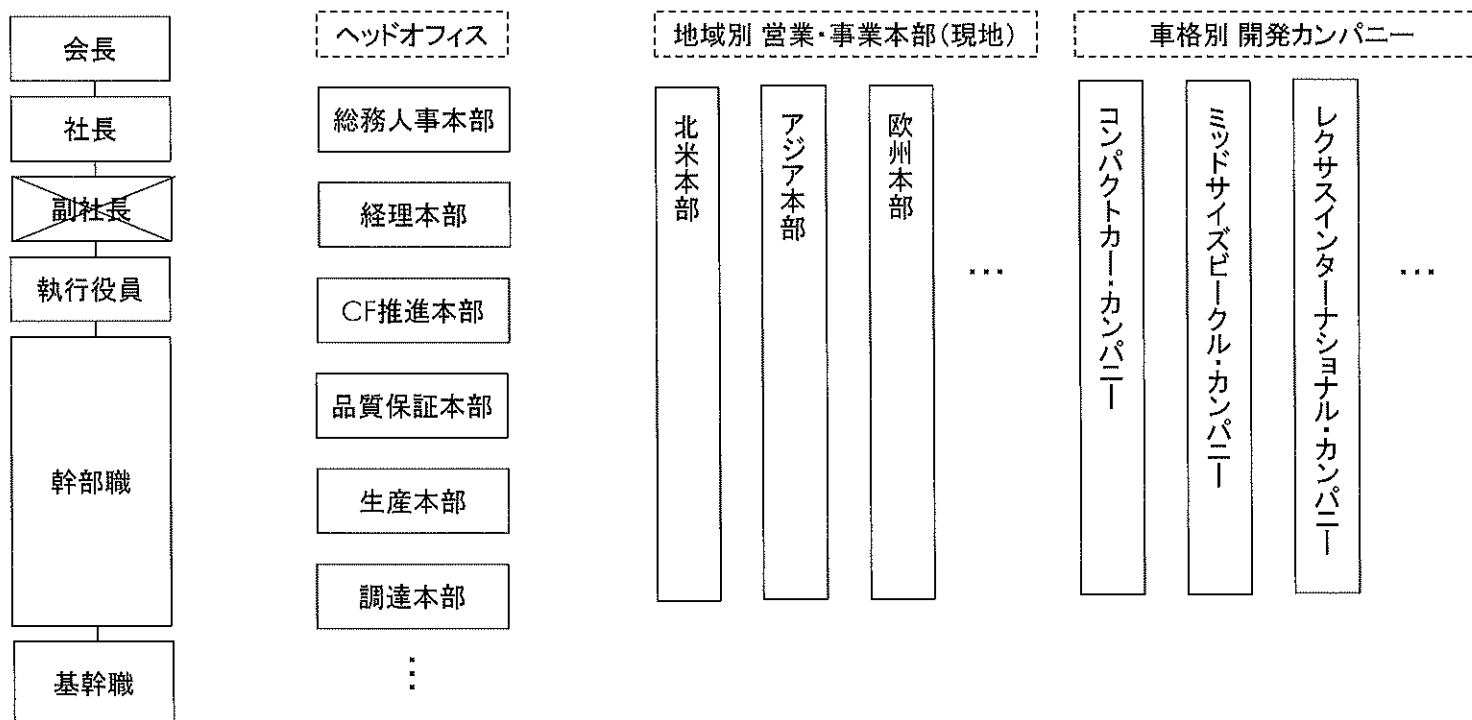 会長
社長
副社長
執行役員
幹部職
基幹職
ヘッドオフィス
総務人事本部
経理本部
CF推進本部
品質保証本部
生産本部
調達本部
⋮
地域別 営業・事業本部(現地)
北米本部
アジア本部
欧州本部
…
車格別 開発カンパニー
コンパクトカー・カンパニー
ミッドサイズビークル・カンパニー
レクサスインターナショナル・カンパニー
…